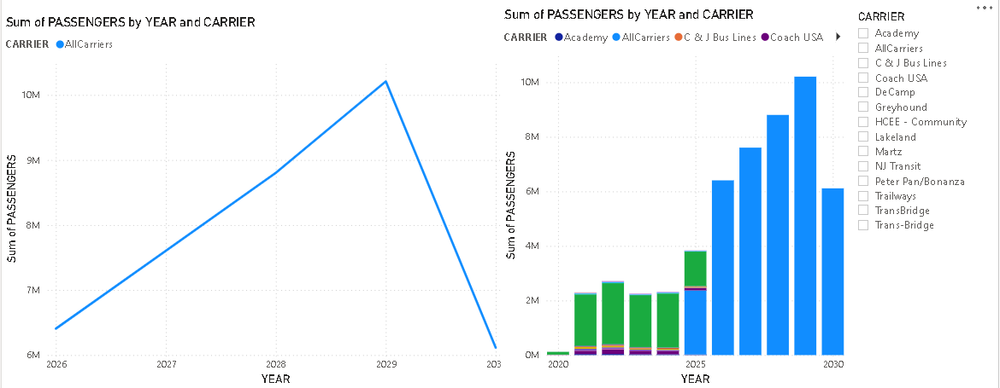 Sum of PASSENGERS by YEAR and CARRIER
CARRIER AllCarriers
10M
9M
8M
7M
6M
Sum of PASSENGERS
2026 2027 2028 2029 203
YEAR
Sum of PASSENGERS by YEAR and CARRIER
CARRIER Academy AllCarriers C & J Bus Lines Coach USA
10M
8M
6M
4M
2M
0M
Sum of PASSENGERS
2020 2025 2030
YEAR
CARRIER
Academy
AllCarriers
C & J Bus Lines
Coach USA
DeCamp
Greyhound
HCEE - Community
Lakeland
Martz
NJ Transit
Peter Pan/Bonanza
Trailways
TransBridge
Trans-Bridge